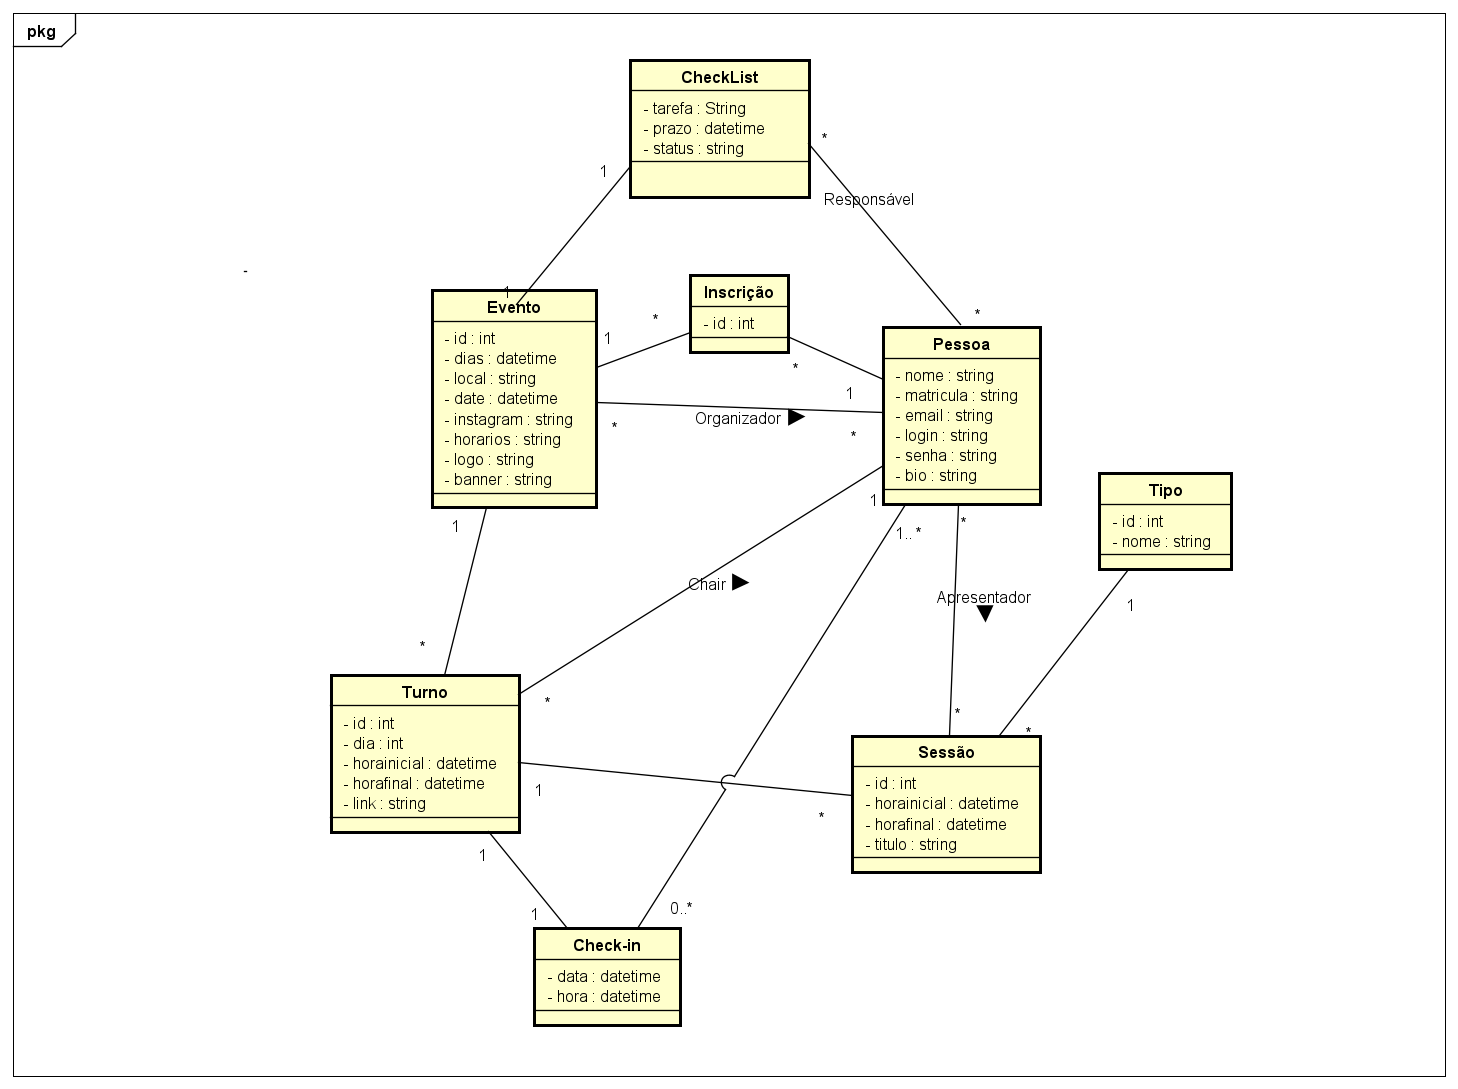 pkg
CheckList
- tarefa : String
- prazo : datetime
- status : string
*
1
Responsável
-
1
Evento
- id : int
- dias : datetime
- local : string
- date : datetime
- instagram : string
- horarios : string
- logo : string
- banner : string
Inscrição
- id : int
*
1
*
1
*
Pessoa
- nome : string
- matricula : string
- email : string
- login : string
- senha : string
- bio : string
Organizador
*
*
1
1..*
*
Tipo
- id : int
- nome : string
1
*
Chair
Apresentador
1
*
Turno
- id : int
- dia : int
- horainicial : datetime
- horafinal : datetime
- link : string
*
1
*
1
*
Sessão
- id : int
- horainicial : datetime
- horafinal : datetime
- titulo : string
1
0..*
Check-in
- data : datetime
- hora : datetime